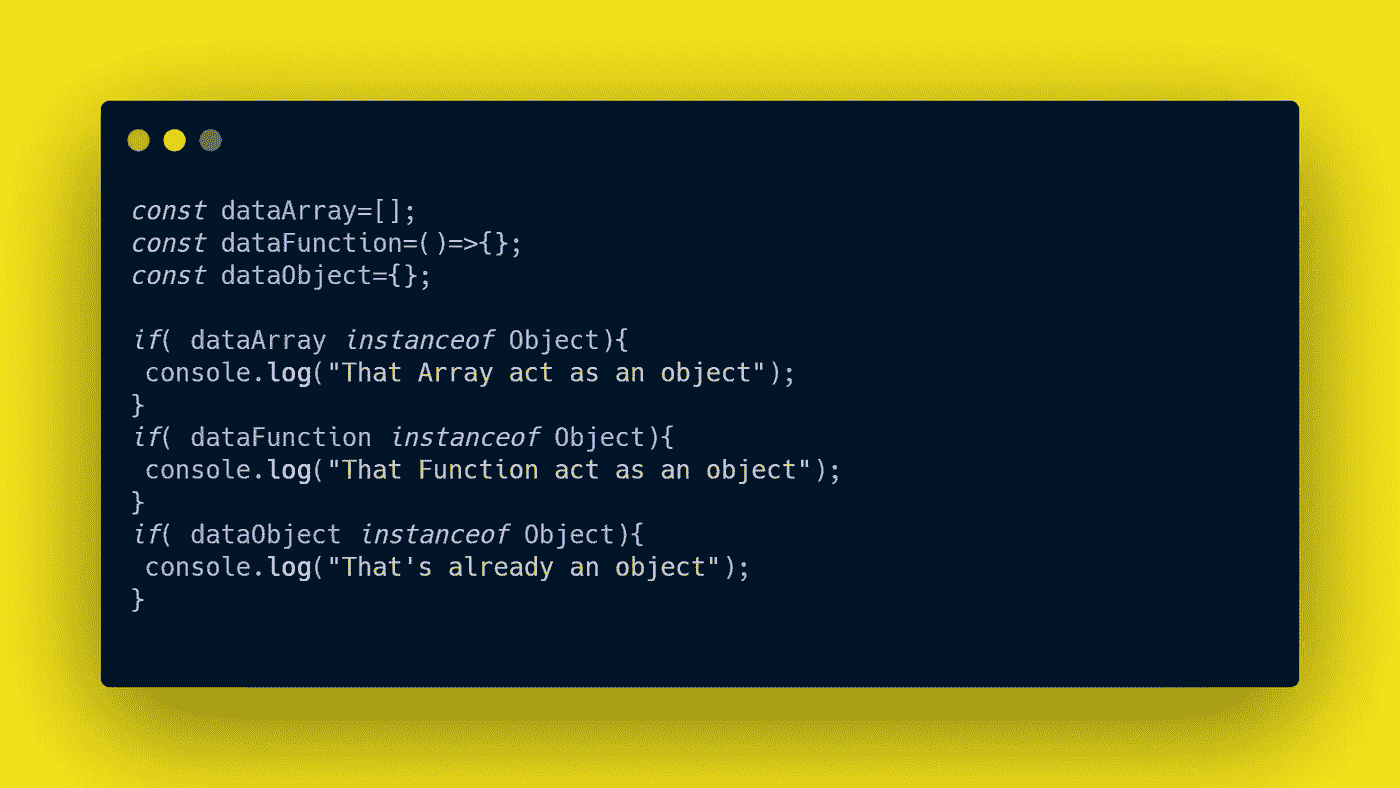 const dataArray=[];
const dataFunction=()=>{};
const dataObject={};

if( dataArray instanceof Object){
 console.log("That Array act as an object");
}
if( dataFunction instanceof Object){
 console.log("That Function act as an object");
}
if( dataObject instanceof Object){
 console.log("That's already an object");
}